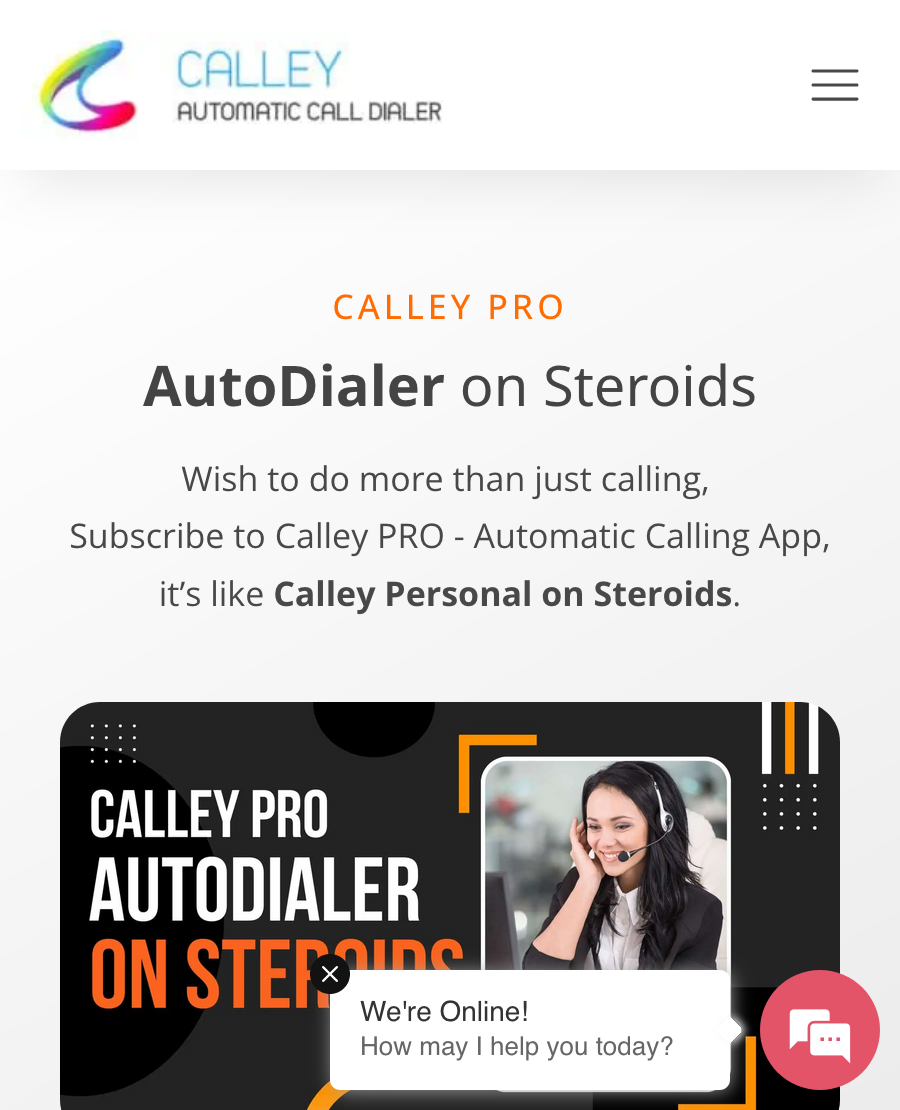 CALLEY
AUTOMATIC CALL DIALER
CALLEY PRO
AutoDialer on Steroids
Wish to do more than just calling,
Subscribe to Calley PRO - Automatic Calling App,
it’s like Calley Personal on Steroids.
CALLEY PRO
AUTODIALER
ON STEROIDS
We're Online!
How may I help you today?